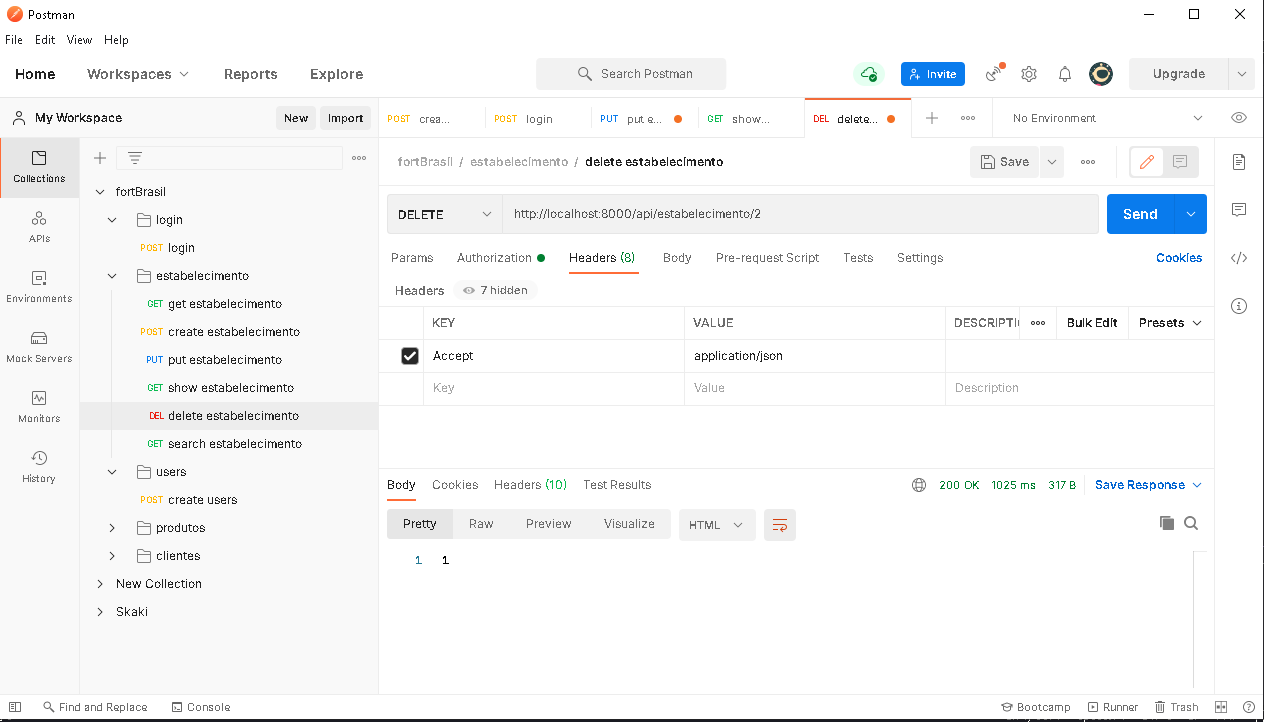 Postman
File Edit View Help
Home Workspaces Reports Explore Search Postman Invite Upgrade
My Workspace New Import
POST crea... POST login PUT put e... GET show... DEL delete... No Environment
fortBrasil / estabelecimento / delete estabelecimento Save
Collections
APIs
Environments
Mock Servers
Monitors
History
fortBrasil
login
POST login
estabelecimento
GET get estabelecimento
POST create estabelecimento
PUT put estabelecimento
GET show estabelecimento
DEL delete estabelecimento
GET search estabelecimento
users
POST create users
produtos
clientes
New Collection
Skaki
DELETE http://localhost:8000/api/estabelecimento/2 Send
Params Authorization Headers (8) Body Pre-request Script Tests Settings Cookies
Headers 7 hidden
KEY VALUE DESCRIPTI Bulk Edit Presets
Accept application/json
Key Value Description
Body Cookies Headers (10) Test Results 200 OK 1025 ms 317 B Save Response
Pretty Raw Preview Visualize HTML
1 1
Find and Replace Console Bootcamp Runner Trash